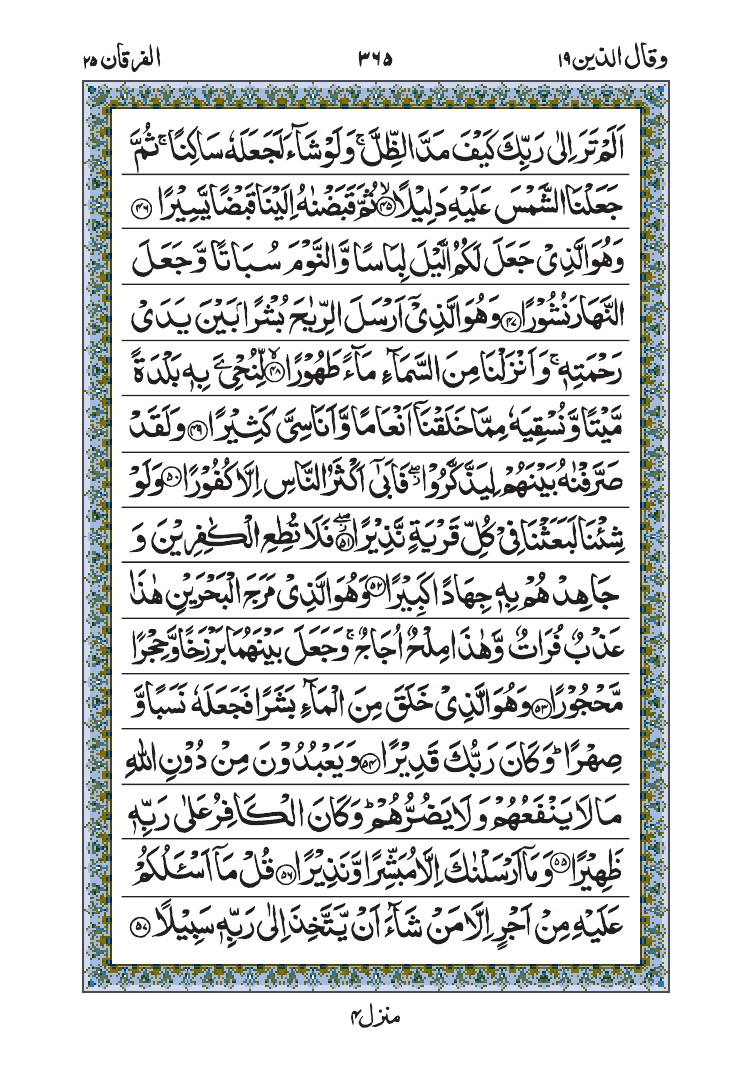 وقال الذین ۱۹ ۳۶۵ الفرقان ۲۵
اَلَمْ تَرَ اِلٰی رَبِّكَ كَیْفَ مَدَّ الظِّلَّ ۚ وَ لَوْ شَآءَ لَجَعَلَهٗ سَاكِنًا ۚ ثُمَّ
جَعَلْنَا الشَّمْسَ عَلَیْهِ دَلِیْلًا ۙ﴿۴۵﴾ ثُمَّ قَبَضْنٰهُ اِلَیْنَا قَبْضًا یَّسِیْرًا ﴿۴۶﴾
وَ هُوَ الَّذِیْ جَعَلَ لَكُمُ الَّیْلَ لِبَاسًا وَّ النَّوْمَ سُبَاتًا وَّ جَعَلَ
النَّهَارَ نُشُوْرًا ﴿۴۷﴾ وَ هُوَ الَّذِیْۤ اَرْسَلَ الرِّیٰحَ بُشْرًۢا بَیْنَ یَدَیْ
رَحْمَتِهٖ ۚ وَ اَنْزَلْنَا مِنَ السَّمَآءِ مَآءً طَهُوْرًا ۙ﴿۴۸﴾ لِّنُحْیِۦَ بِهٖ بَلْدَةً
مَّیْتًا وَّ نُسْقِیَهٗ مِمَّا خَلَقْنَاۤ اَنْعَامًا وَّ اَنَاسِیَّ كَثِیْرًا ﴿۴۹﴾ وَ لَقَدْ
صَرَّفْنٰهُ بَیْنَهُمْ لِیَذَّكَّرُوْا ۖؗ فَاَبٰۤی اَكْثَرُ النَّاسِ اِلَّا كُفُوْرًا ﴿۵۰﴾ وَ لَوْ
شِئْنَا لَبَعَثْنَا فِیْ كُلِّ قَرْیَةٍ نَّذِیْرًا ۖؗ﴿۵۱﴾ فَلَا تُطِعِ الْكٰفِرِیْنَ وَ
جَاهِدْهُمْ بِهٖ جِهَادًا كَبِیْرًا ﴿۵۲﴾ وَ هُوَ الَّذِیْ مَرَجَ الْبَحْرَیْنِ هٰذَا
عَذْبٌ فُرَاتٌ وَّ هٰذَا مِلْحٌ اُجَاجٌ ۚ وَ جَعَلَ بَیْنَهُمَا بَرْزَخًا وَّ حِجْرًا
مَّحْجُوْرًا ﴿۵۳﴾ وَ هُوَ الَّذِیْ خَلَقَ مِنَ الْمَآءِ بَشَرًا فَجَعَلَهٗ نَسَبًا وَّ
صِهْرًا ؕ وَ كَانَ رَبُّكَ قَدِیْرًا ﴿۵۴﴾ وَ یَعْبُدُوْنَ مِنْ دُوْنِ اللّٰهِ
مَا لَا یَنْفَعُهُمْ وَ لَا یَضُرُّهُمْ ؕ وَ كَانَ الْكَافِرُ عَلٰی رَبِّهٖ
ظَهِیْرًا ﴿۵۵﴾ وَ مَاۤ اَرْسَلْنٰكَ اِلَّا مُبَشِّرًا وَّ نَذِیْرًا ﴿۵۶﴾ قُلْ مَاۤ اَسْـَٔلُكُمْ
عَلَیْهِ مِنْ اَجْرٍ اِلَّا مَنْ شَآءَ اَنْ یَّتَّخِذَ اِلٰی رَبِّهٖ سَبِیْلًا ﴿۵۷﴾
منزل ۴